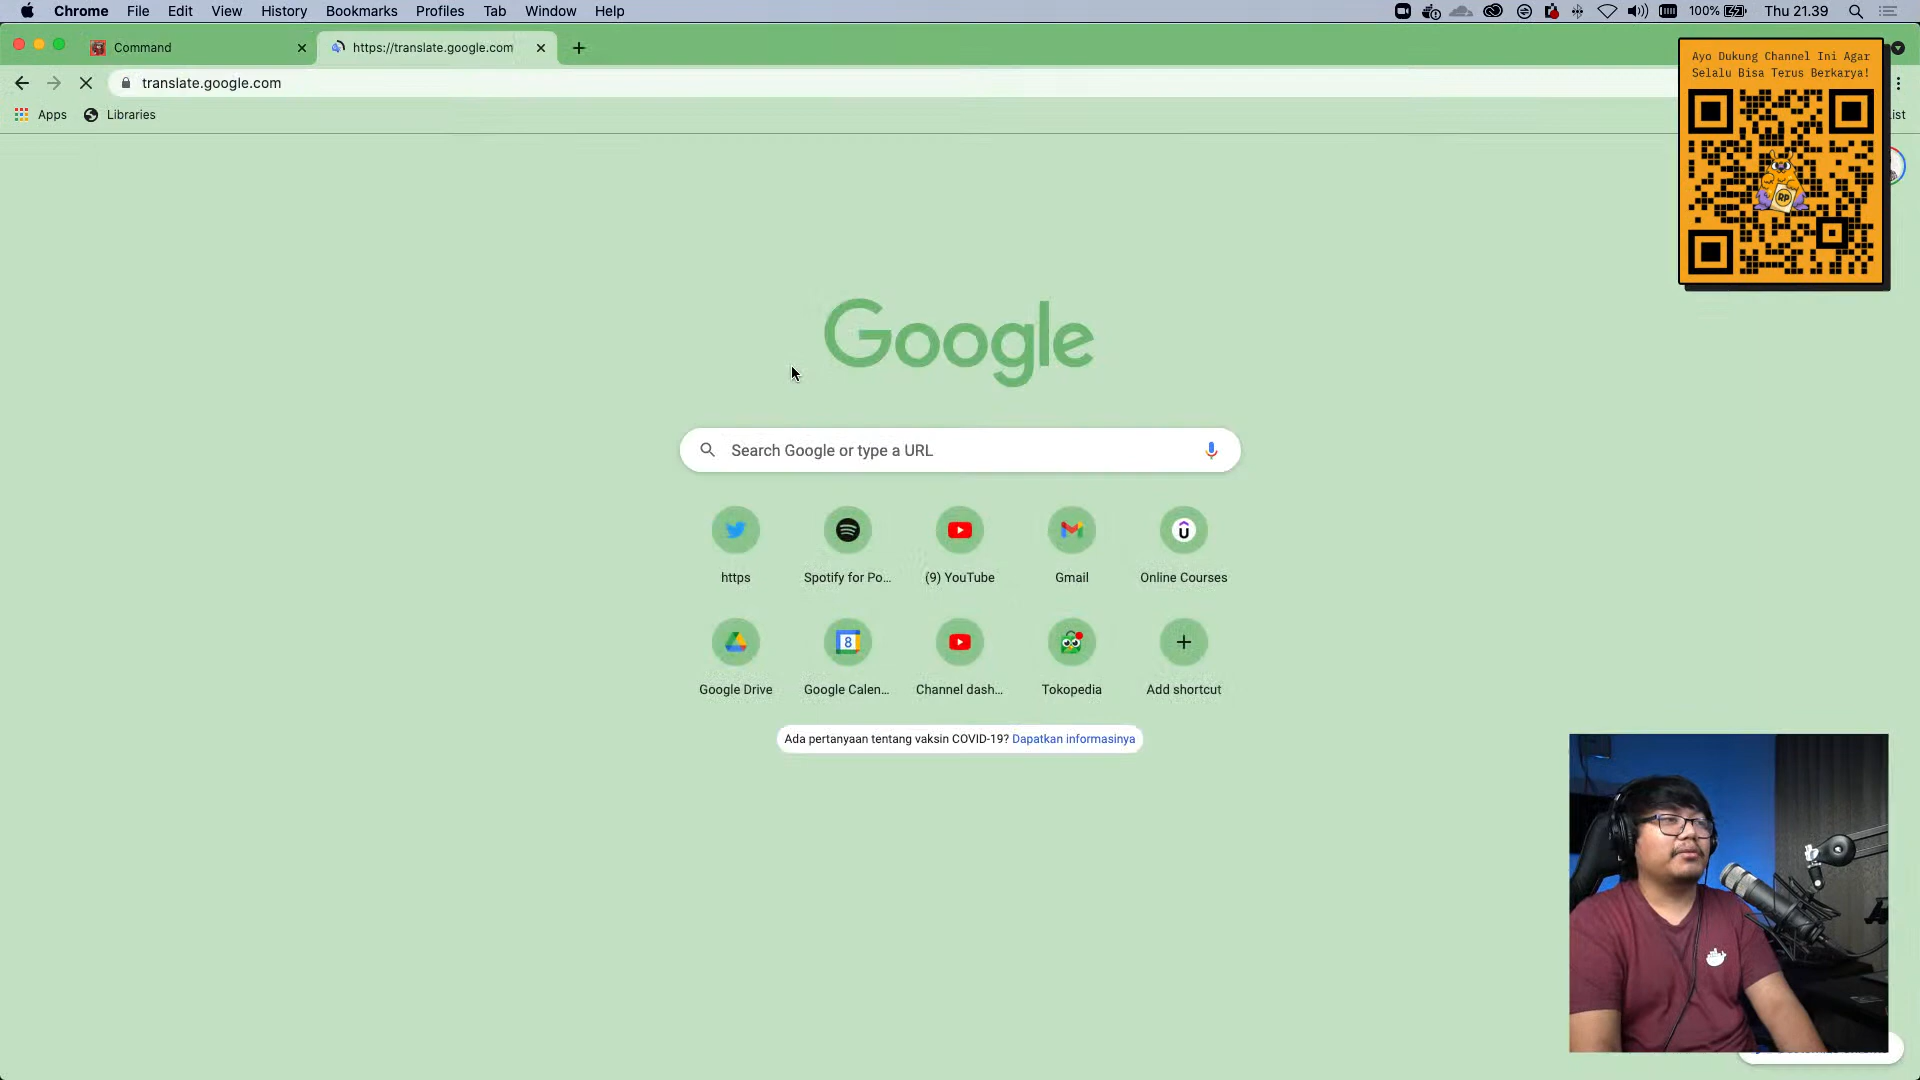 Chrome File Edit View History Bookmarks Profiles Tab Window Help 100% Thu 21.39
Command https://translate.google.com
translate.google.com
Apps Libraries ist
Ayo Dukung Channel Ini Agar
Selalu Bisa Terus Berkarya!
RP
Google
Search Google or type a URL
https Spotify for Po... (9) YouTube Gmail Online Courses
8
Google Drive Google Calen... Channel dash... Tokopedia Add shortcut
Ada pertanyaan tentang vaksin COVID-19? Dapatkan informasinya